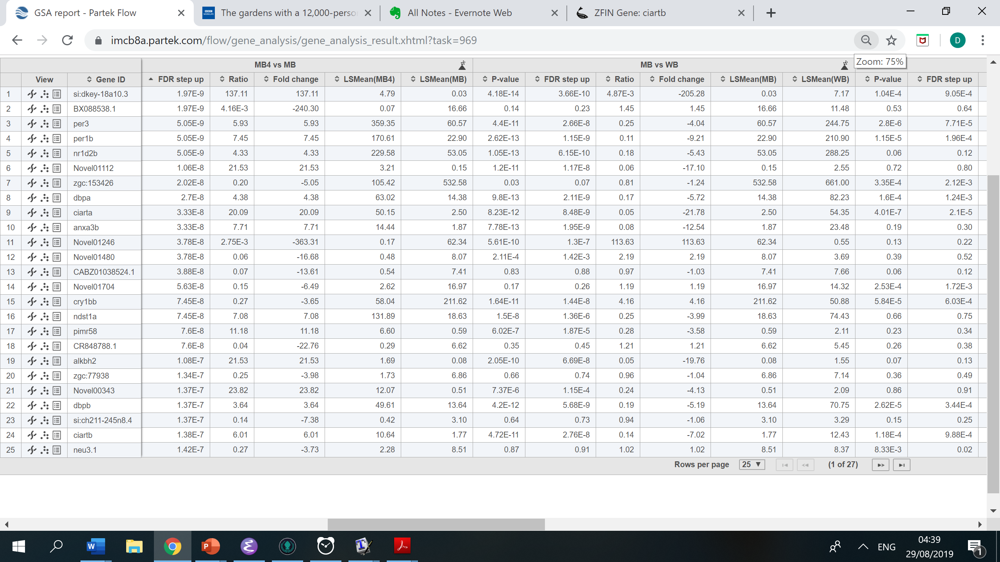 GSA report - Partek Flow The gardens with a 12,000-perso All Notes - Evernote Web ZFIN Gene: ciartb
imcb8a.partek.com/flow/gene_analysis/gene_analysis_result.xhtml?task=969 D
Zoom: 75%
MB4 vs MB MB vs WB
View Gene ID FDR step up Ratio Fold change LSMean(MB4) LSMean(MB) P-value FDR step up Ratio Fold change LSMean(MB) LSMean(WB) P-value FDR step up
1 si:dkey-18a10.3 1.97E-9 137.11 137.11 4.79 0.03 4.18E-14 3.66E-10 4.87E-3 -205.28 0.03 7.17 1.04E-4 9.05E-4
2 BX088538.1 1.97E-9 4.16E-3 -240.30 0.07 16.66 0.14 0.23 1.45 1.45 16.66 11.48 0.53 0.64
3 per3 5.05E-9 5.93 5.93 359.35 60.57 4.4E-11 2.66E-8 0.25 -4.04 60.57 244.75 2.8E-6 7.71E-5
4 per1b 5.05E-9 7.45 7.45 170.61 22.90 2.62E-13 1.15E-9 0.11 -9.21 22.90 210.90 1.15E-5 1.96E-4
5 nr1d2b 5.05E-9 4.33 4.33 229.58 53.05 1.05E-13 6.15E-10 0.18 -5.43 53.05 288.25 0.06 0.12
6 Novel01112 1.06E-8 21.53 21.53 3.21 0.15 1.2E-11 1.17E-8 0.06 -17.10 0.15 2.55 0.72 0.80
7 zgc:153426 2.02E-8 0.20 -5.05 105.42 532.58 0.03 0.07 0.81 -1.24 532.58 661.00 3.35E-4 2.12E-3
8 dbpa 2.7E-8 4.38 4.38 63.02 14.38 9.8E-13 2.11E-9 0.17 -5.72 14.38 82.23 1.6E-4 1.24E-3
9 ciarta 3.33E-8 20.09 20.09 50.15 2.50 8.23E-12 8.48E-9 0.05 -21.78 2.50 54.35 4.01E-7 2.1E-5
10 anxa3b 3.33E-8 7.71 7.71 14.44 1.87 7.78E-13 1.95E-9 0.08 -12.54 1.87 23.48 0.19 0.30
11 Novel01246 3.78E-8 2.75E-3 -363.31 0.17 62.34 5.61E-10 1.3E-7 113.63 113.63 62.34 0.55 0.13 0.22
12 Novel01480 3.78E-8 0.06 -16.68 0.48 8.07 2.11E-4 1.42E-3 2.19 2.19 8.07 3.69 0.39 0.52
13 CABZ01038524.1 3.88E-8 0.07 -13.61 0.54 7.41 0.83 0.88 0.97 -1.03 7.41 7.66 0.06 0.12
14 Novel01704 5.63E-8 0.15 -6.49 2.62 16.97 0.17 0.26 1.19 1.19 16.97 14.32 2.53E-4 1.72E-3
15 cry1bb 7.45E-8 0.27 -3.65 58.04 211.62 1.64E-11 1.44E-8 4.16 4.16 211.62 50.88 5.84E-5 6.03E-4
16 ndst1a 7.45E-8 7.08 7.08 131.89 18.63 1.5E-8 1.36E-6 0.25 -3.99 18.63 74.43 0.66 0.75
17 pimr58 7.6E-8 11.18 11.18 6.60 0.59 6.02E-7 1.87E-5 0.28 -3.58 0.59 2.11 0.23 0.34
18 CR848788.1 7.6E-8 0.04 -22.76 0.29 6.62 0.35 0.45 1.21 1.21 6.62 5.45 0.26 0.38
19 alkbh2 1.08E-7 21.53 21.53 1.69 0.08 2.05E-10 6.69E-8 0.05 -19.76 0.08 1.55 0.07 0.13
20 zgc:77938 1.34E-7 0.25 -3.98 1.73 6.86 0.66 0.74 0.96 -1.04 6.86 7.14 0.36 0.49
21 Novel00343 1.37E-7 23.82 23.82 12.07 0.51 7.37E-6 1.15E-4 0.24 -4.13 0.51 2.09 0.86 0.91
22 dbpb 1.37E-7 3.64 3.64 49.61 13.64 4.2E-12 5.68E-9 0.19 -5.19 13.64 70.75 2.62E-5 3.44E-4
23 si:ch211-245n8.4 1.37E-7 0.14 -7.38 0.42 3.10 0.64 0.73 0.94 -1.06 3.10 3.29 0.15 0.25
24 ciartb 1.38E-7 6.01 6.01 10.64 1.77 4.72E-11 2.76E-8 0.14 -7.02 1.77 12.43 1.18E-4 9.88E-4
25 neu3.1 1.42E-7 0.27 -3.73 2.28 8.51 0.87 0.91 1.02 1.02 8.51 8.37 8.33E-3 0.02
Rows per page 25 (1 of 27)
ENG 04:39
29/08/2019 1